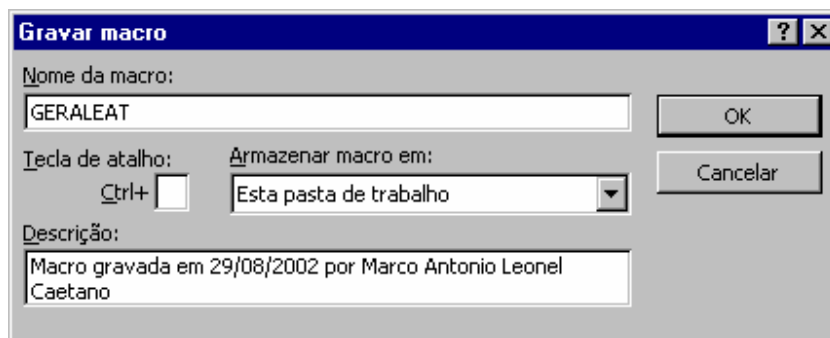 Gravar macro
Nome da macro:
GERALEAT
OK
Tecla de atalho:
Armazenar macro em:
Ctrl+
Esta pasta de trabalho
Cancelar
Descrição:
Macro gravada em 29/08/2002 por Marco Antonio Leonel
Caetano